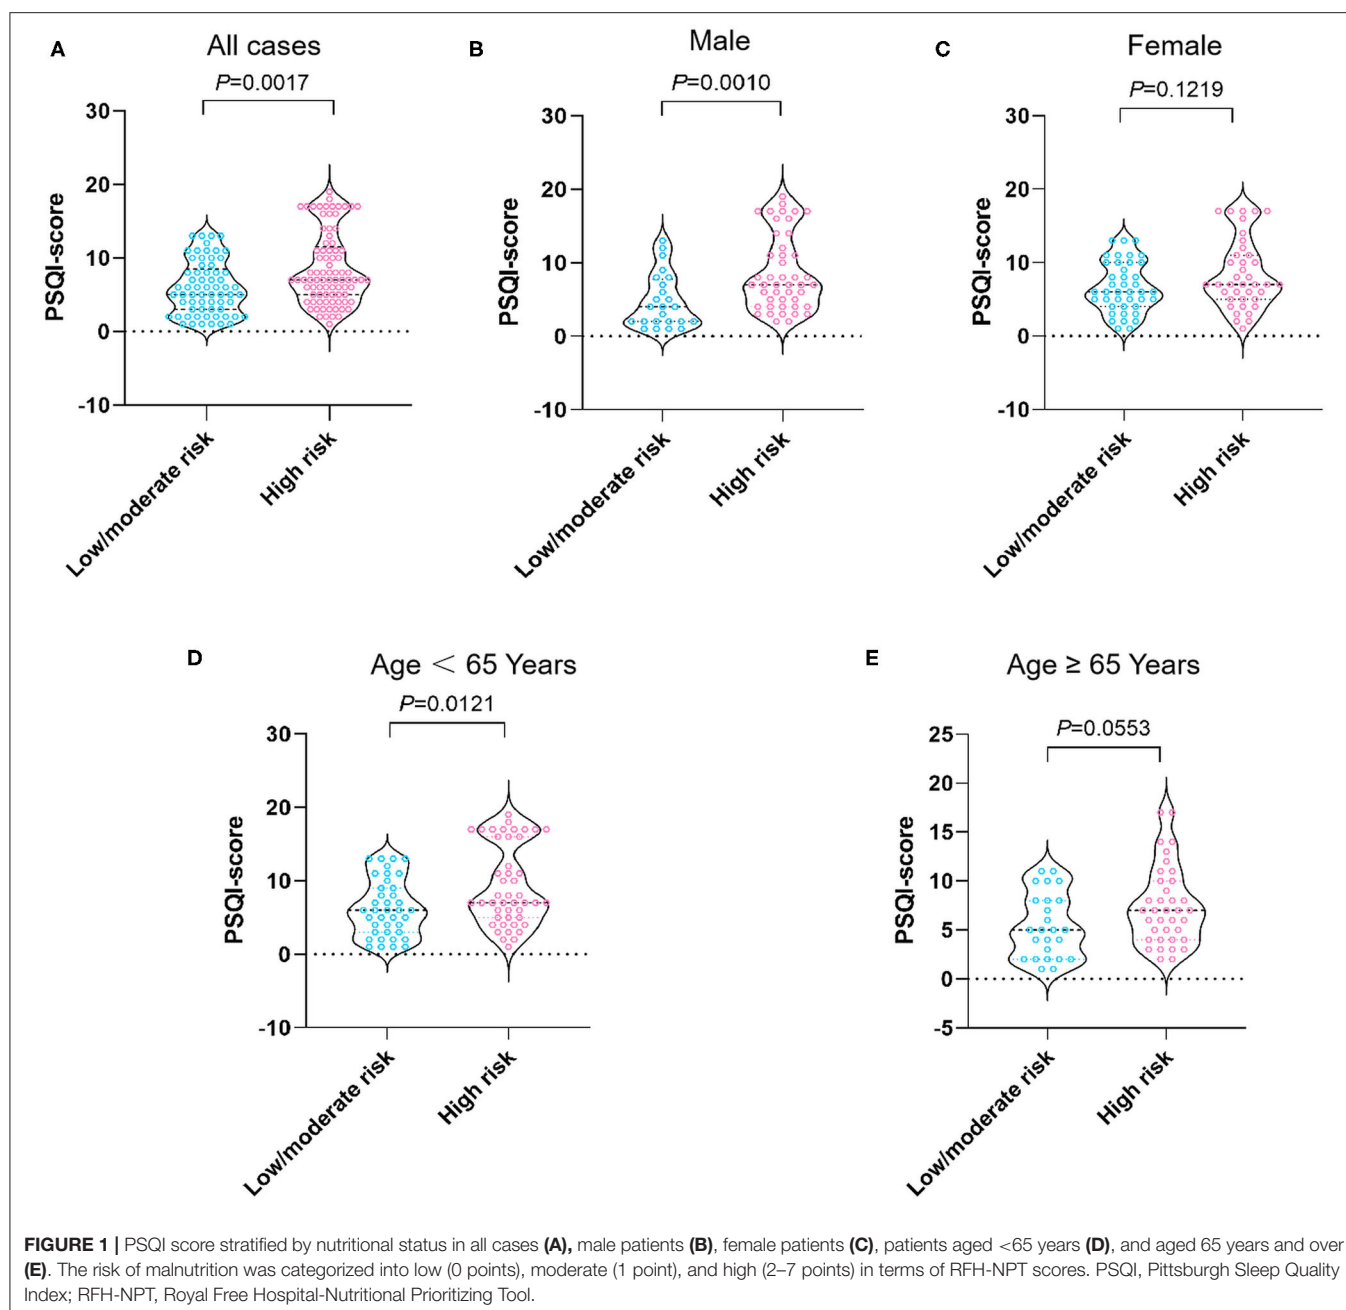 A
All cases
P=0.0017
30
20
10
0
-10
PSQI-score
Low/moderate risk
High risk
B
Male
P=0.0010
30
20
10
0
-10
PSQI-score
Low/moderate risk
High risk
C
Female
P=0.1219
30
20
10
0
-10
PSQI-score
Low/moderate risk
High risk
D
Age < 65 Years
P=0.0121
30
20
10
0
-10
PSQI-score
Low/moderate risk
High risk
E
Age ≥ 65 Years
P=0.0553
25
20
15
10
5
0
-5
PSQI-score
Low/moderate risk
High risk
FIGURE 1 | PSQI score stratified by nutritional status in all cases (A), male patients (B), female patients (C), patients aged <65 years (D), and aged 65 years and over
(E). The risk of malnutrition was categorized into low (0 points), moderate (1 point), and high (2–7 points) in terms of RFH-NPT scores. PSQI, Pittsburgh Sleep Quality
Index; RFH-NPT, Royal Free Hospital-Nutritional Prioritizing Tool.